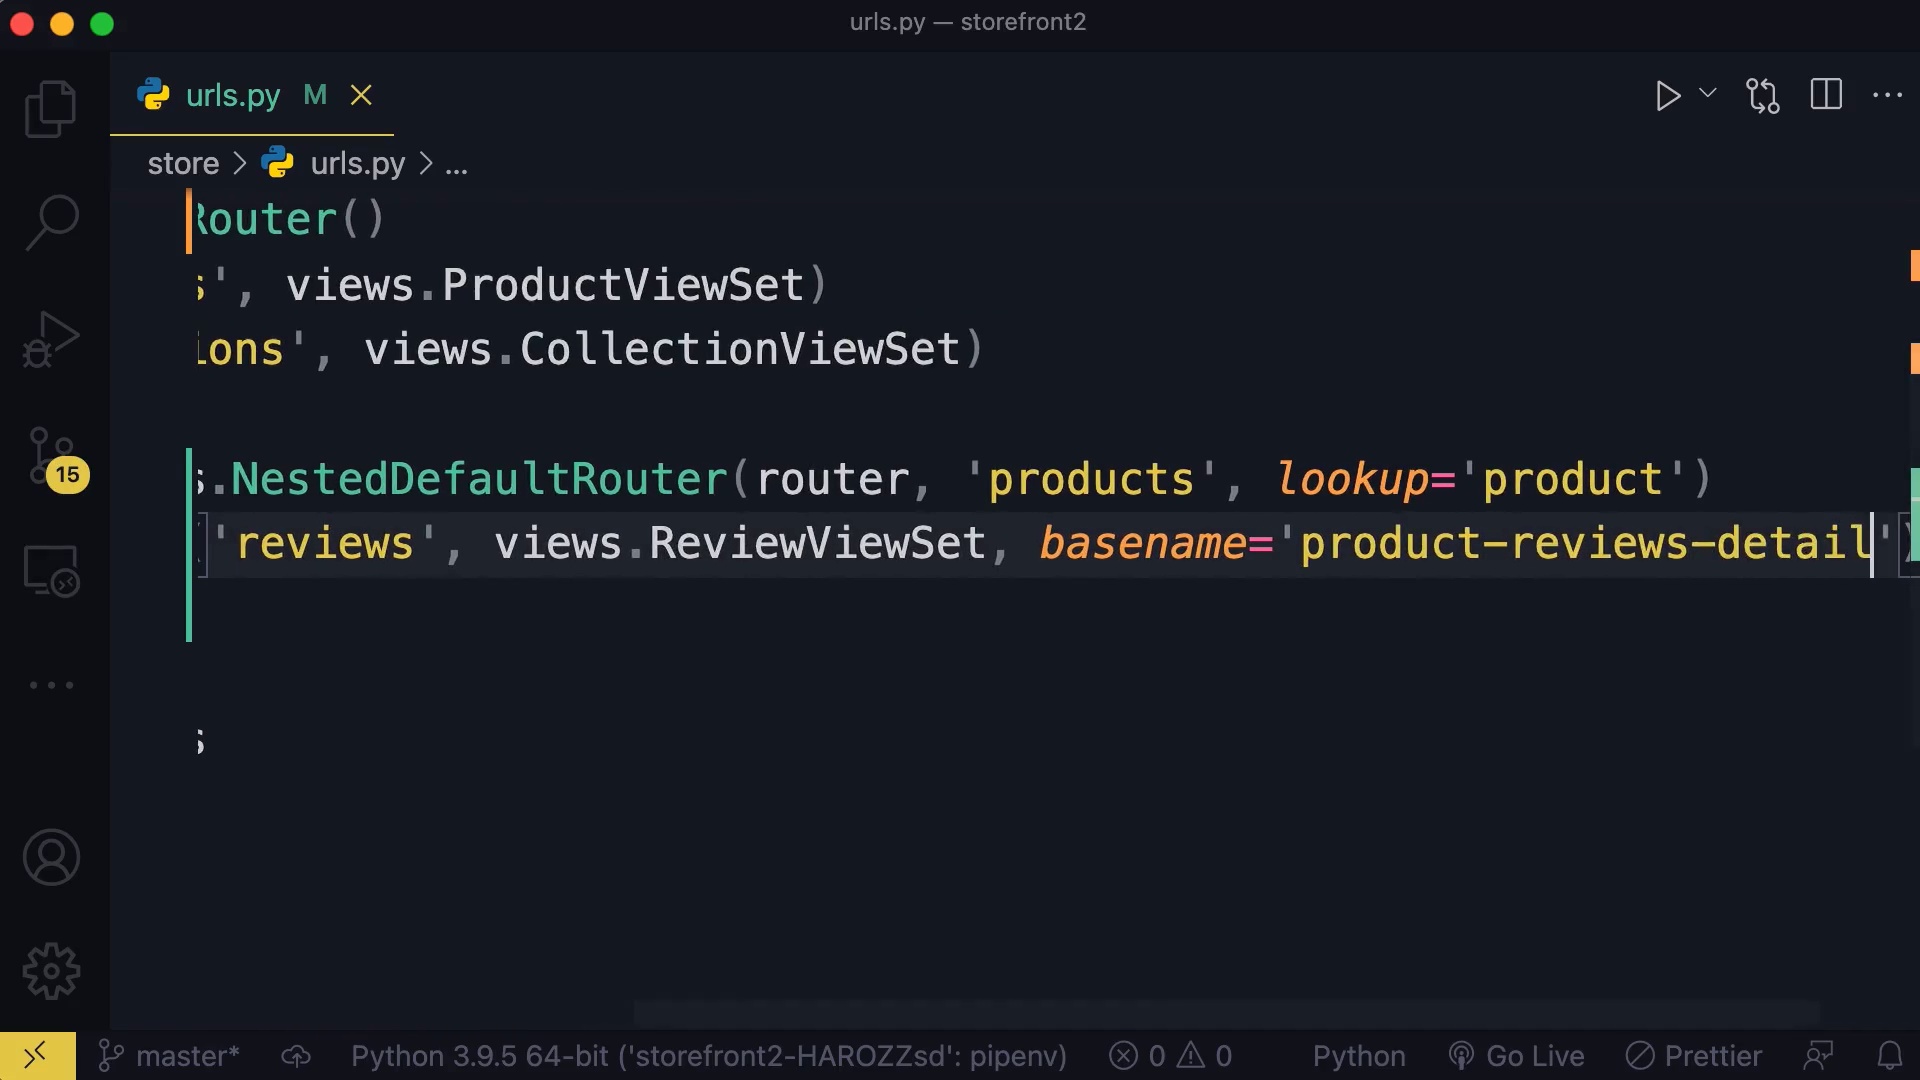 urls.py — storefront2
urls.py M
store > urls.py > ...
Router()
s', views.ProductViewSet)
ions', views.CollectionViewSet)
s.NestedDefaultRouter(router, 'products', lookup='product')
('reviews', views.ReviewViewSet, basename='product-reviews-detail')
s
15
master*
Python 3.9.5 64-bit ('storefront2-HAROZZsd': pipenv)
0
0
Python
Go Live
Prettier